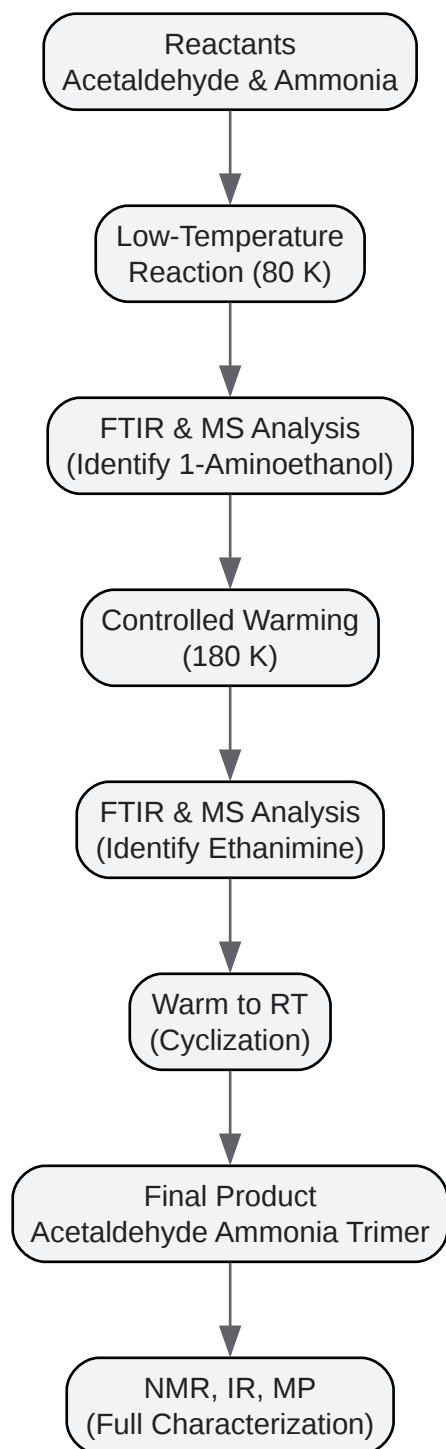 Reactants
Acetaldehyde & Ammonia
Low-Temperature
Reaction (80 K)
FTIR & MS Analysis
(Identify 1-Aminoethanol)
Controlled Warming
(180 K)
FTIR & MS Analysis
(Identify Ethanimine)
Warm to RT
(Cyclization)
Final Product
Acetaldehyde Ammonia Trimer
NMR, IR, MP
(Full Characterization)